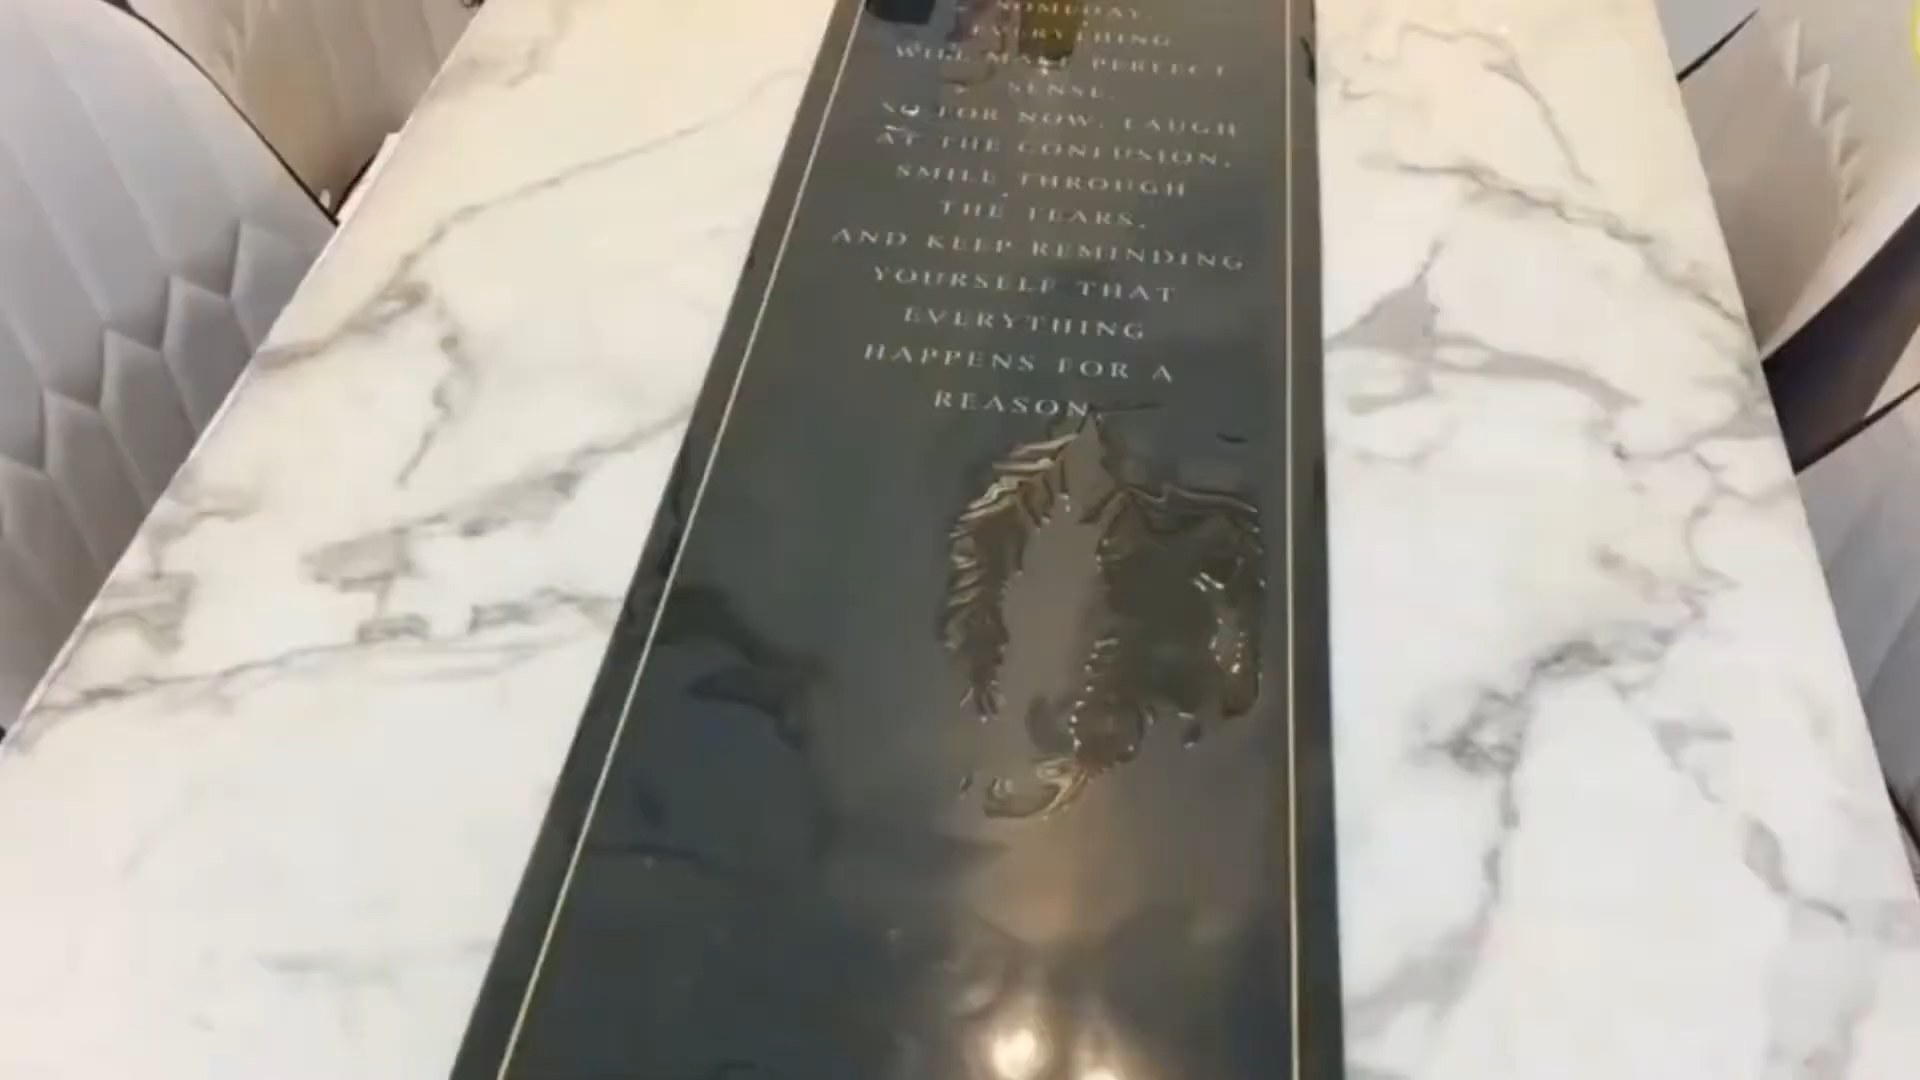 SOMEDAY,
EVERYTHING
WILL MAKE PERFECT
SENSE.
SO FOR NOW, LAUGH
AT THE CONFUSION,
SMILE THROUGH
THE TEARS,
AND KEEP REMINDING
YOURSELF THAT
EVERYTHING
HAPPENS FOR A
REASON.